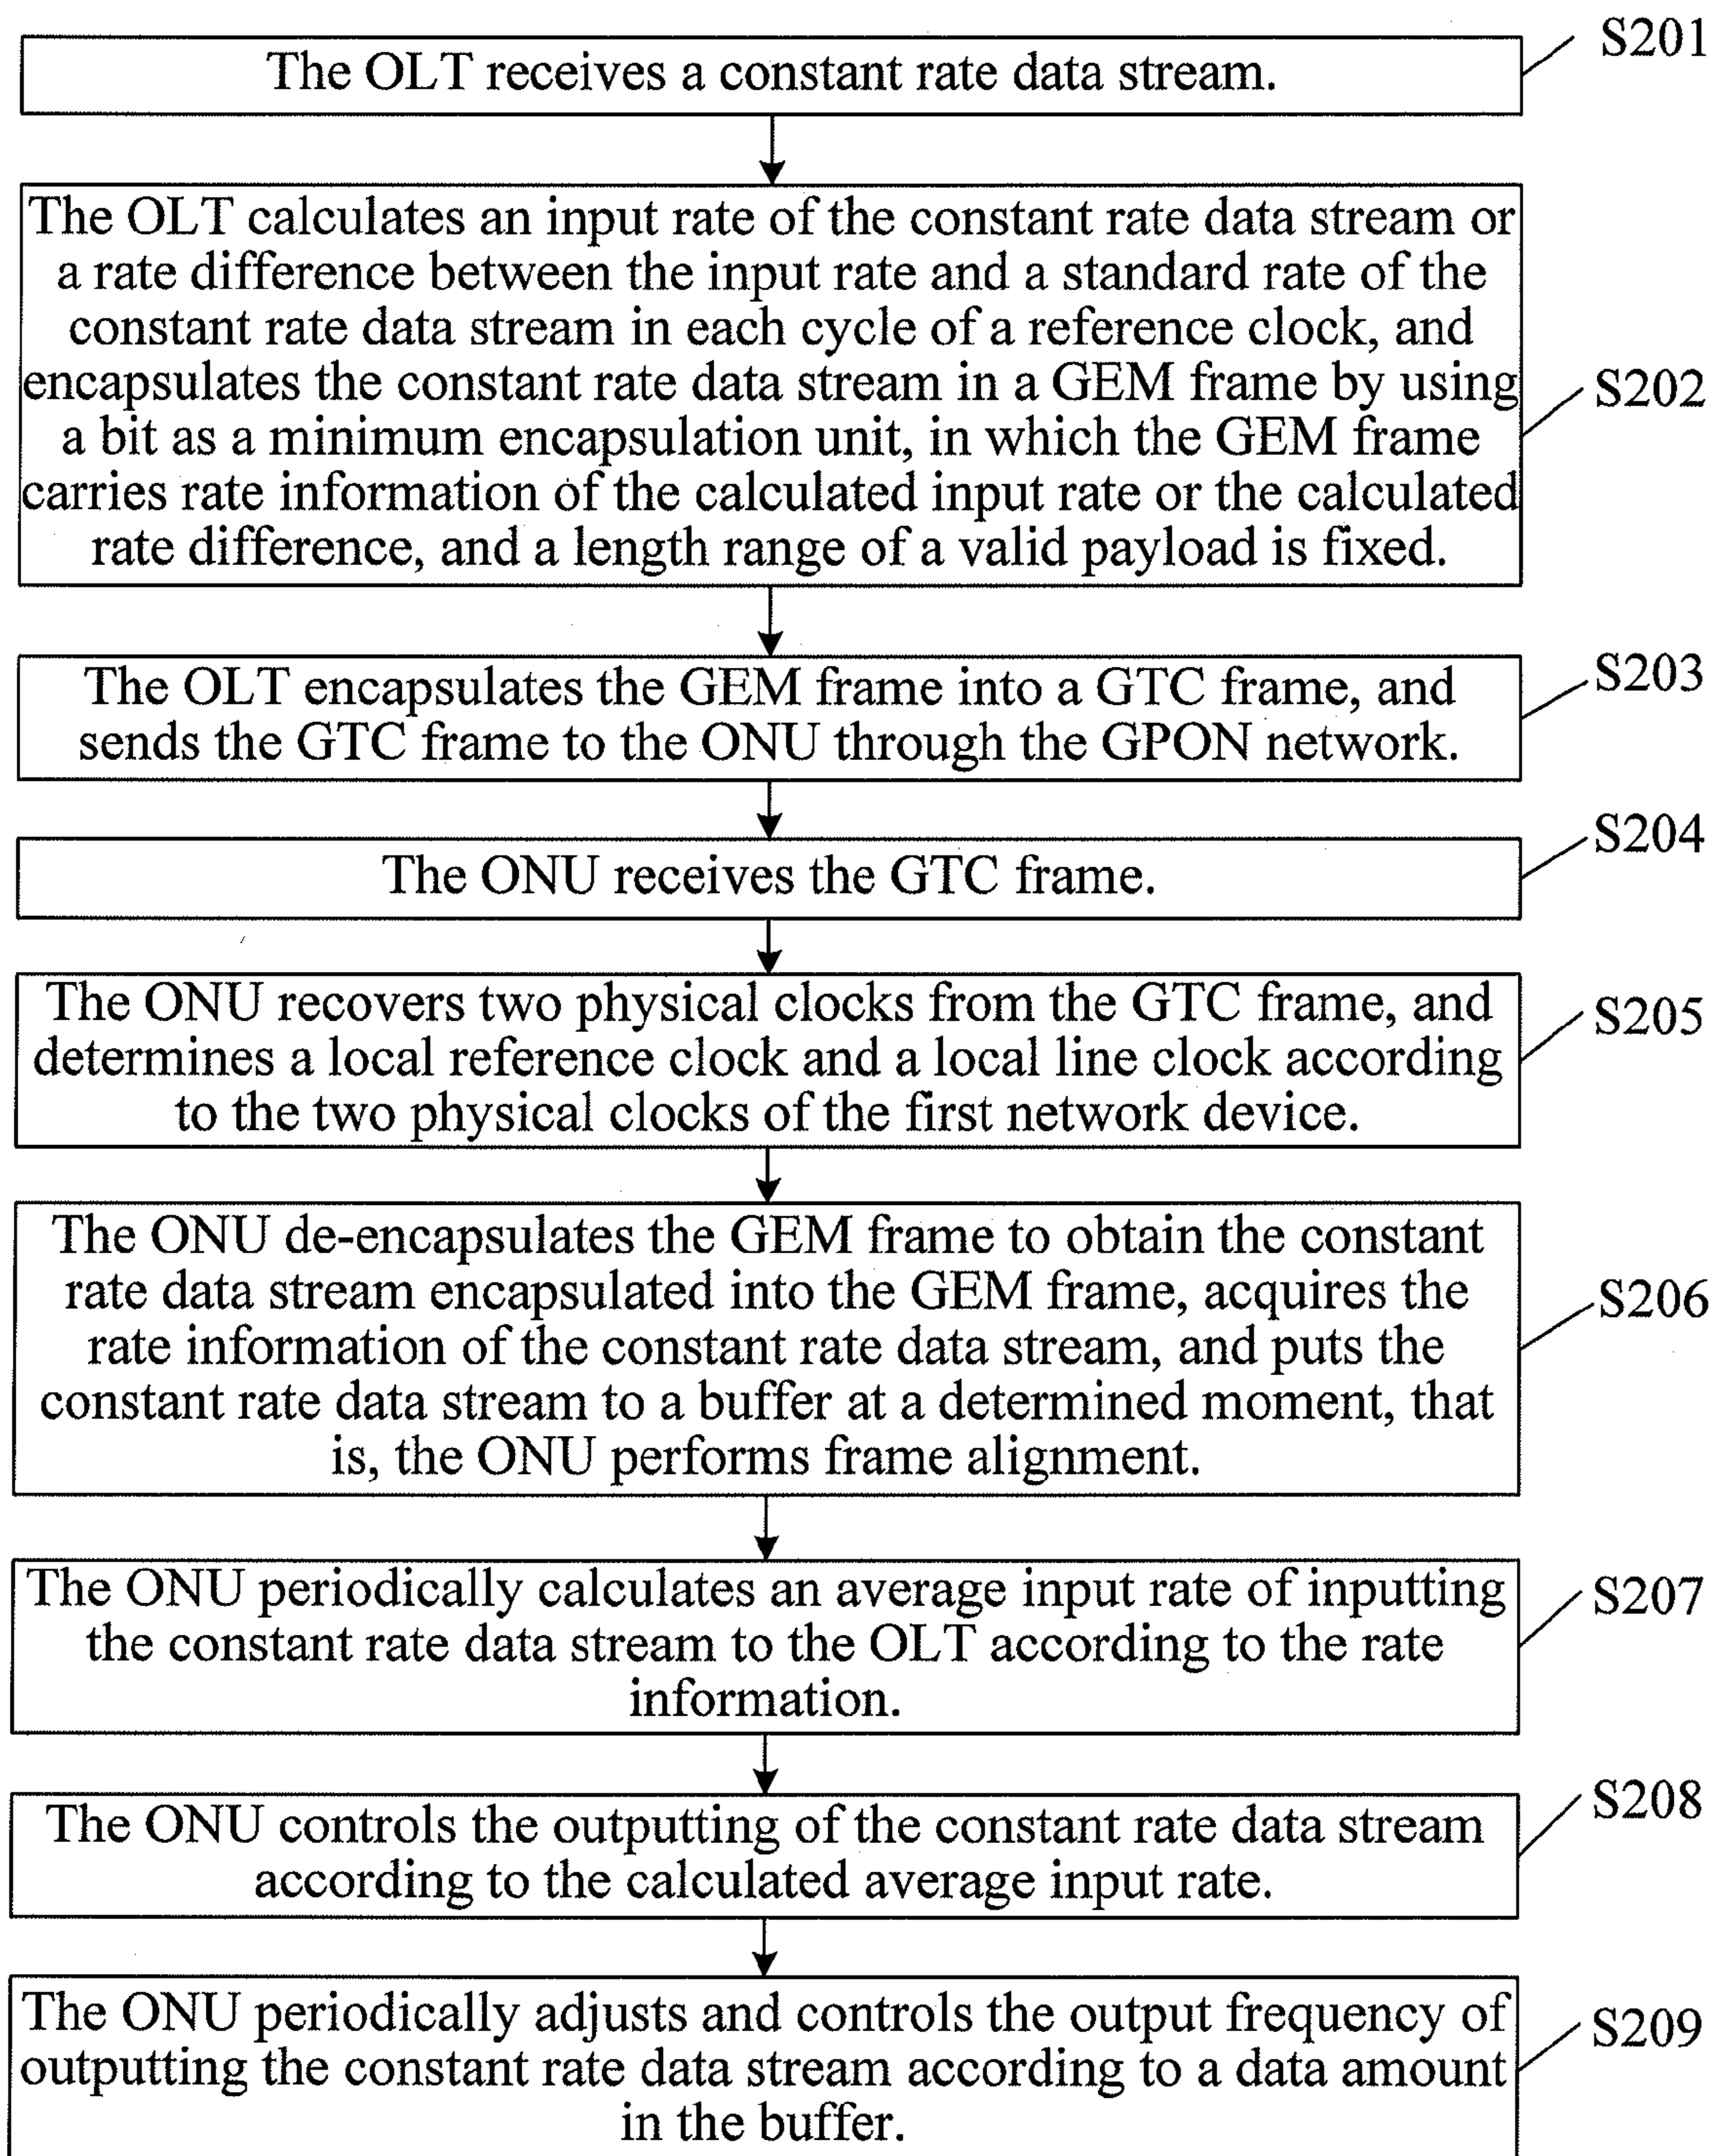 S201
The OLT receives a constant rate data stream.
The OLT calculates an input rate of the constant rate data stream or
a rate difference between the input rate and a standard rate of the
constant rate data stream in each cycle of a reference clock, and
encapsulates the constant rate data stream in a GEM frame by using
a bit as a minimum encapsulation unit, in which the GEM frame
carries rate information of the calculated input rate or the calculated
rate difference, and a length range of a valid payload is fixed.
S202
The OLT encapsulates the GEM frame into a GTC frame, and
sends the GTC frame to the ONU through the GPON network.
S203
The ONU receives the GTC frame.
S204
The ONU recovers two physical clocks from the GTC frame, and
determines a local reference clock and a local line clock according
to the two physical clocks of the first network device.
S205
The ONU de-encapsulates the GEM frame to obtain the constant
rate data stream encapsulated into the GEM frame, acquires the
rate information of the constant rate data stream, and puts the
constant rate data stream to a buffer at a determined moment, that
is, the ONU performs frame alignment.
S206
The ONU periodically calculates an average input rate of inputting
the constant rate data stream to the OLT according to the rate
information.
S207
The ONU controls the outputting of the constant rate data stream
according to the calculated average input rate.
S208
The ONU periodically adjusts and controls the output frequency of
outputting the constant rate data stream according to a data amount
in the buffer.
S209